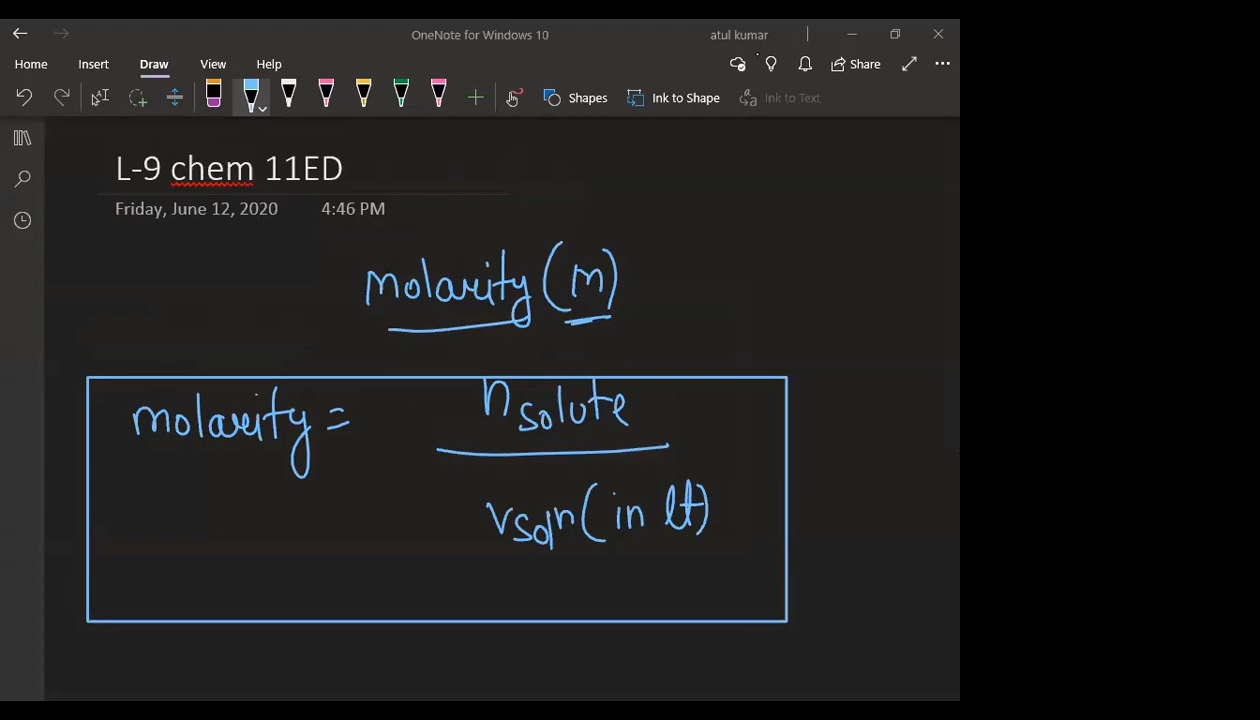 OneNote for Windows 10
atul kumar
Home Insert Draw View Help
Share
Shapes Ink to Shape Ink to Text
L-9 chem 11ED
Friday, June 12, 2020 4:46 PM
molarity (m)
molarity = n solute
v soln (in lt)